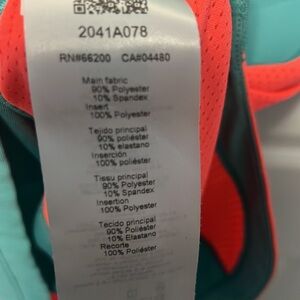 2041A078
RN#66200 CA#04480
Main fabric
90% Polyester
10% Spandex
Insert
100% Polyester
Tejido principal
90% poliéster
10% elastano
Inserción
100% poliéster
Tissu principal
90% Polyester
10% Spandex
Insertion
100% Polyester
Tecido principal
90% Poliéster
10% Elastano
Recorte
100% Poliéster